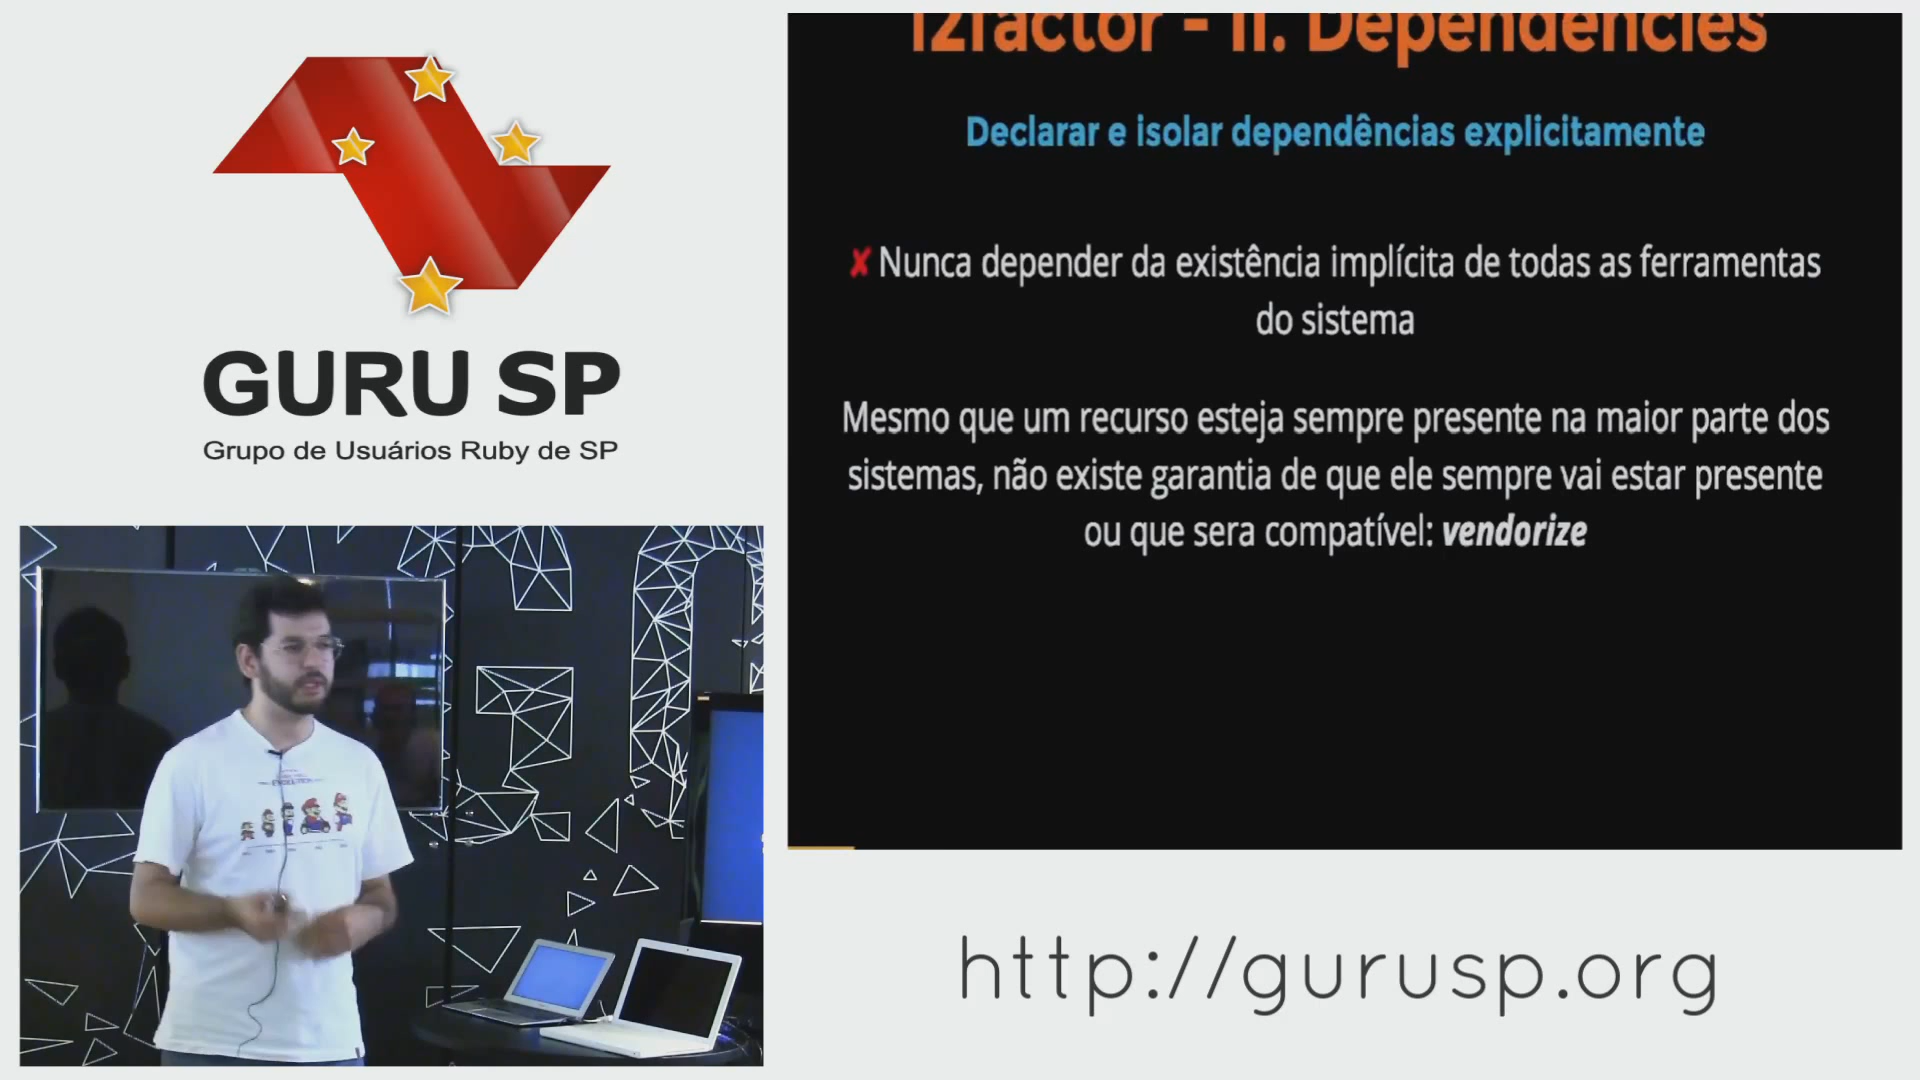 GURU SP
Grupo de Usuários Ruby de SP
12factor - II. Dependencies
Declarar e isolar dependências explicitamente
✘ Nunca depender da existência implícita de todas as ferramentas
do sistema
Mesmo que um recurso esteja sempre presente na maior parte dos
sistemas, não existe garantia de que ele sempre vai estar presente
ou que sera compatível: vendorize
EVOLUTION
http://gurusp.org